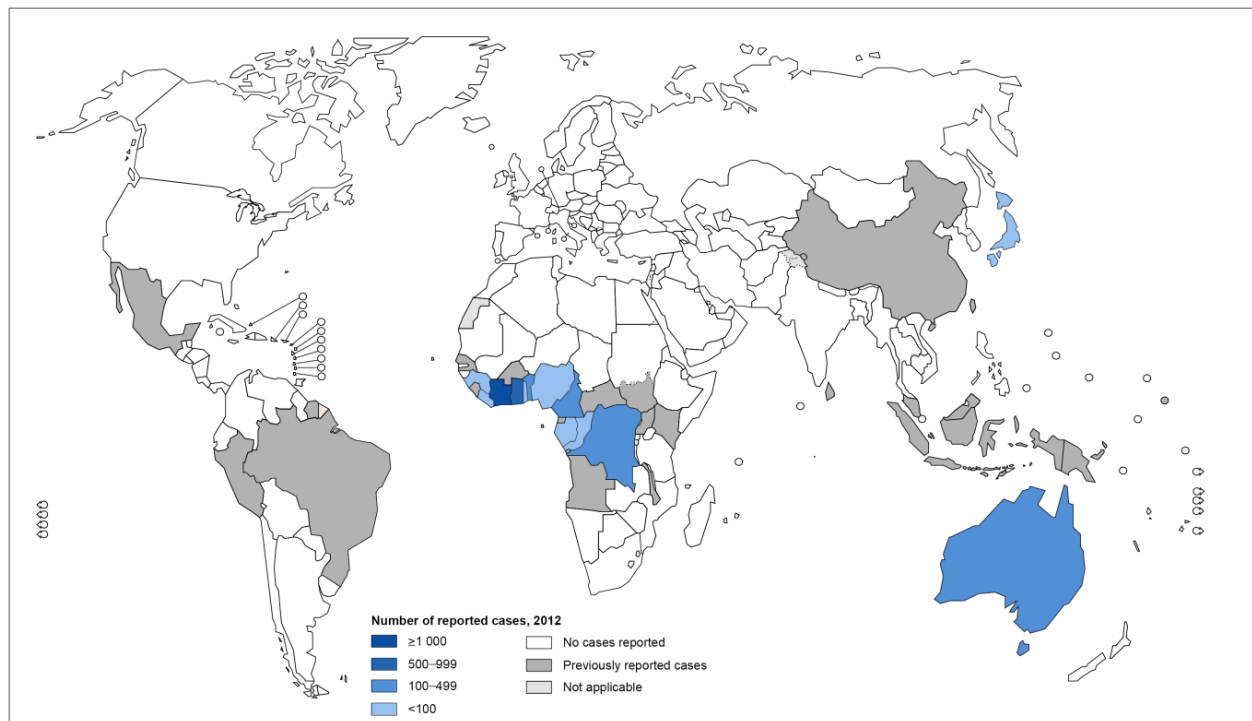 Number of reported cases, 2012
≥1 000
500–999
100–499
<100
No cases reported
Previously reported cases
Not applicable